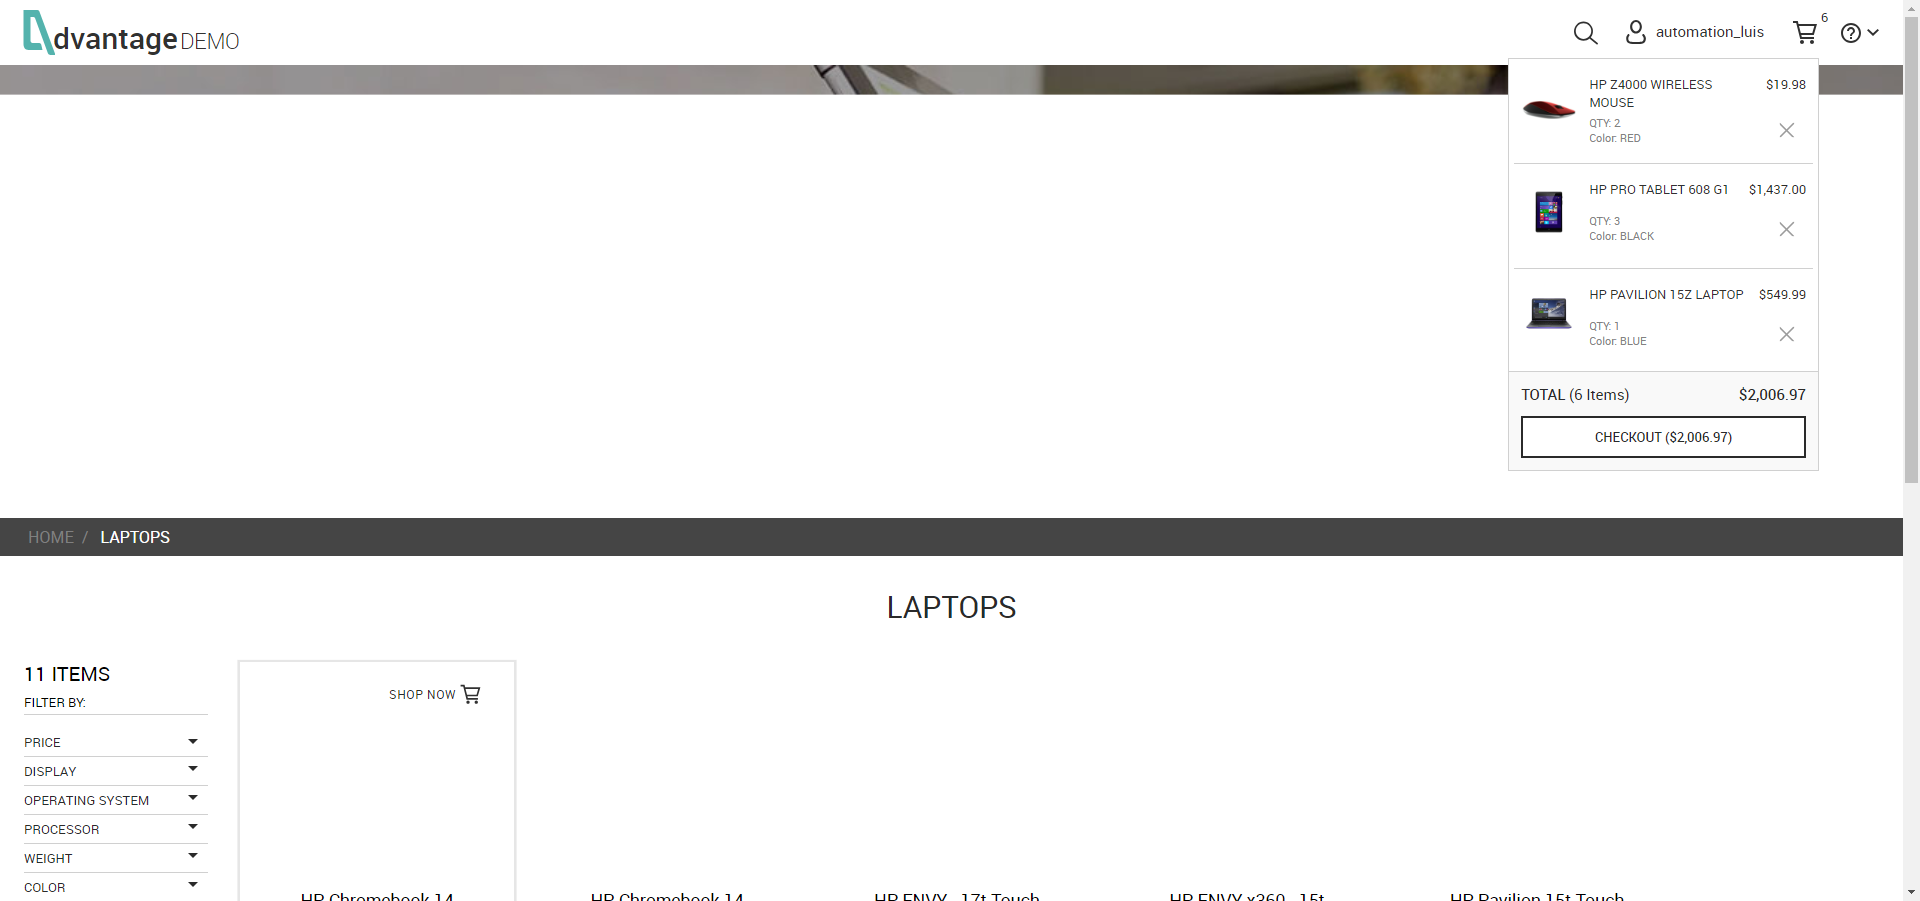 dvantage DEMO
automation_luis
6
HP Z4000 WIRELESS $19.98
MOUSE
QTY: 2
Color: RED
HP PRO TABLET 608 G1 $1,437.00
QTY: 3
Color: BLACK
HP PAVILION 15Z LAPTOP $549.99
QTY: 1
Color: BLUE
TOTAL (6 Items) $2,006.97
CHECKOUT ($2,006.97)
HOME / LAPTOPS
LAPTOPS
11 ITEMS
FILTER BY:
SHOP NOW
PRICE
DISPLAY
OPERATING SYSTEM
PROCESSOR
WEIGHT
COLOR
HP Chromebook 14 HP Chromebook 14 HP ENVY - 17t Touch HP ENVY x360 - 15t HP Pavilion 15t Touch